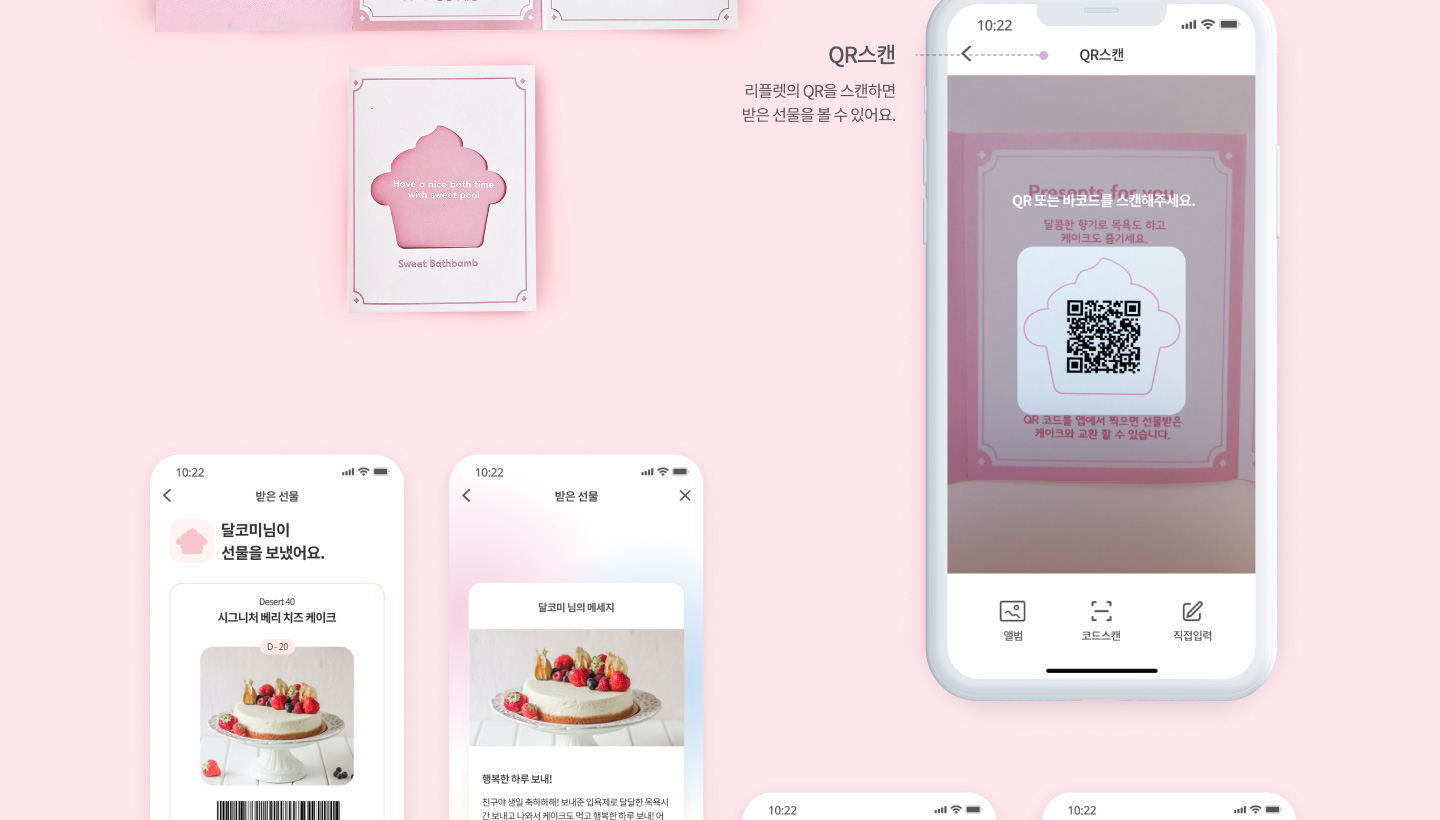 Have a nice bath time
with sweet pool
Sweet Bathbamb
QR스캔
리플렛의 QR을 스캔하면
받은 선물을 볼 수 있어요.
10:22
QR스캔
Presents for you
QR 또는 바코드를 스캔해주세요.
달콤한 향기로 목욕도 하고
케이크도 즐기세요.
QR 코드를 앱에서 찍으면 선물받은
케이크와 교환 할 수 있습니다.
앨범
코드스캔
직접입력
10:22
받은 선물
달코미님이
선물을 보냈어요.
Desert 40
시그니처 베리 치즈 케이크
D-20
10:22
받은 선물
달코미 님의 메세지
행복한 하루 보내!
친구야 생일 축하하해! 보내준 입욕제로 달달한 목욕시
간 보내고 나와서 케이크도 먹고 행복한 하루 보내! 어
10:22
10:22